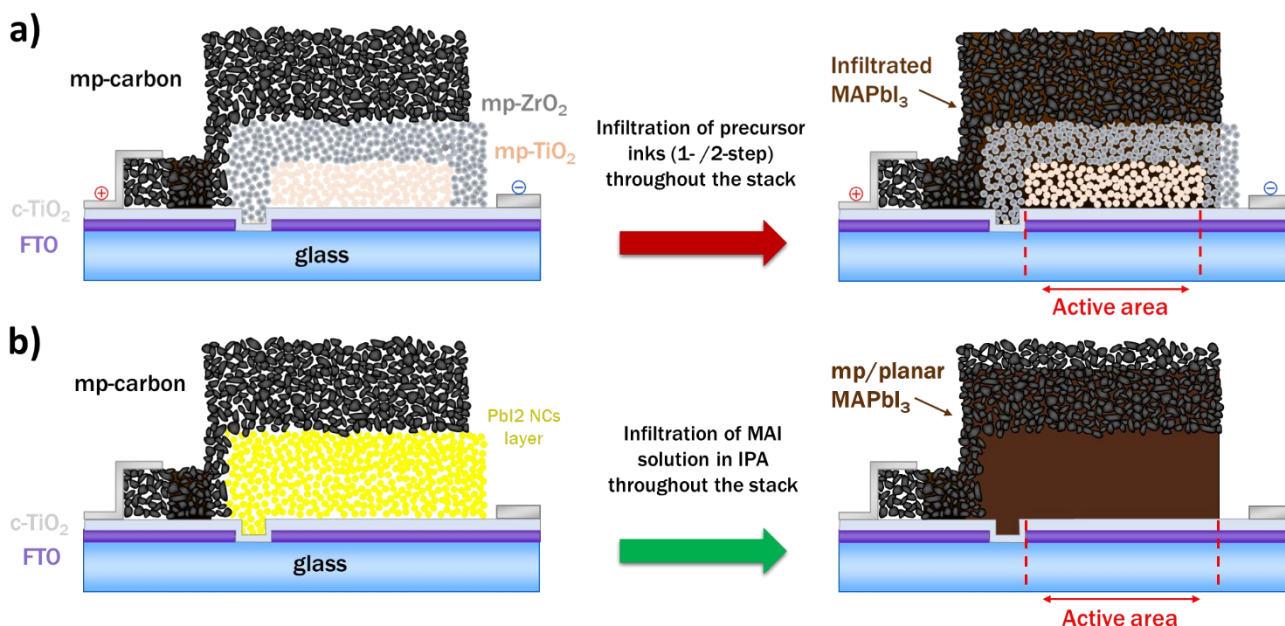 a)
mp-carbon
mp-ZrO₂
mp-TiO₂
⊕
⊖
c-TiO₂
FTO
glass
Infiltration of precursor
inks (1- /2-step)
throughout the stack
Infiltrated
MAPbI₃
⊕
⊖
Active area
b)
mp-carbon
PbI2 NCs
layer
c-TiO₂
FTO
glass
Infiltration of MAI
solution in IPA
throughout the stack
mp/planar
MAPbI₃
Active area